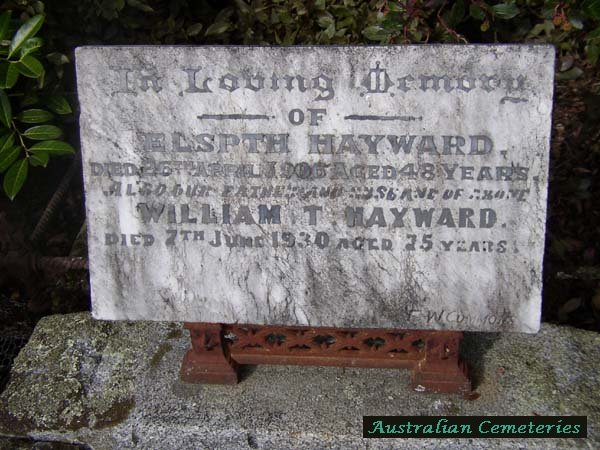 In Loving Memory
OF
ELSPTH HAYWARD.
DIED 26TH APRIL 1906 AGED 48 YEARS.
ALSO OUR FATHER AND HUSBAND OF ABOVE
WILLIAM T. HAYWARD.
DIED 7TH JUNE 1930 AGED 75 YEARS.
Australian Cemeteries